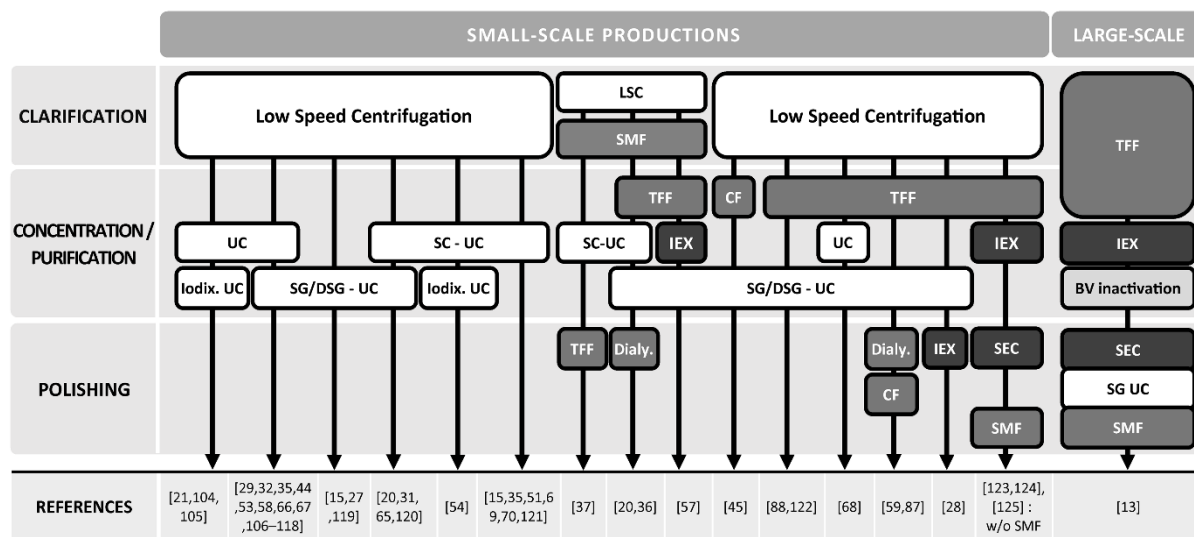 SMALL-SCALE PRODUCTIONS
LARGE-SCALE
CLARIFICATION
Low Speed Centrifugation
LSC
SMF
Low Speed Centrifugation
TFF
CONCENTRATION /
PURIFICATION
TFF
CF
TFF
UC
SC - UC
SC-UC
IEX
UC
IEX
IEX
Iodix. UC
SG/DSG - UC
Iodix. UC
SG/DSG - UC
BV inactivation
POLISHING
TFF
Dialy.
Dialy.
IEX
SEC
SEC
CF
SG UC
SMF
SMF
REFERENCES
[21,104,
105]
[29,32,35,44
,53,58,66,67
,106–118]
[15,27
,119]
[20,31,
65,120]
[54]
[15,35,51,6
9,70,121]
[37]
[20,36]
[57]
[45]
[88,122]
[68]
[59,87]
[28]
[123,124],
[125] :
w/o SMF
[13]